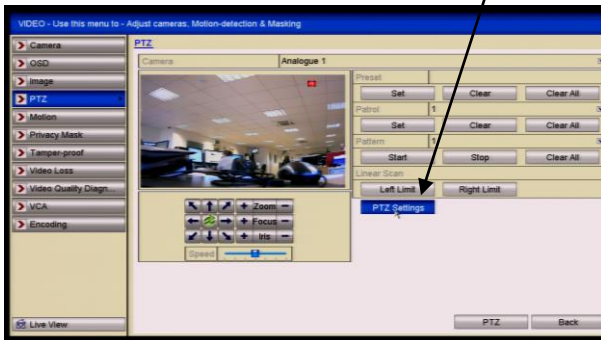 VIDEO - Use this menu to - Adjust cameras, Motion-detection & Masking
Camera
OSD
Image
PTZ
Motion
Privacy Mask
Tamper-proof
Video Loss
Video Quality Diagn...
VCA
Encoding
Live View
PTZ
Camera Analogue 1
Zoom
Focus
Iris
Speed
Preset
Set Clear Clear All
Patrol 1
Set Clear Clear All
Pattern 1
Start Stop Clear All
Linear Scan
Left Limit Right Limit
PTZ Settings
PTZ Back